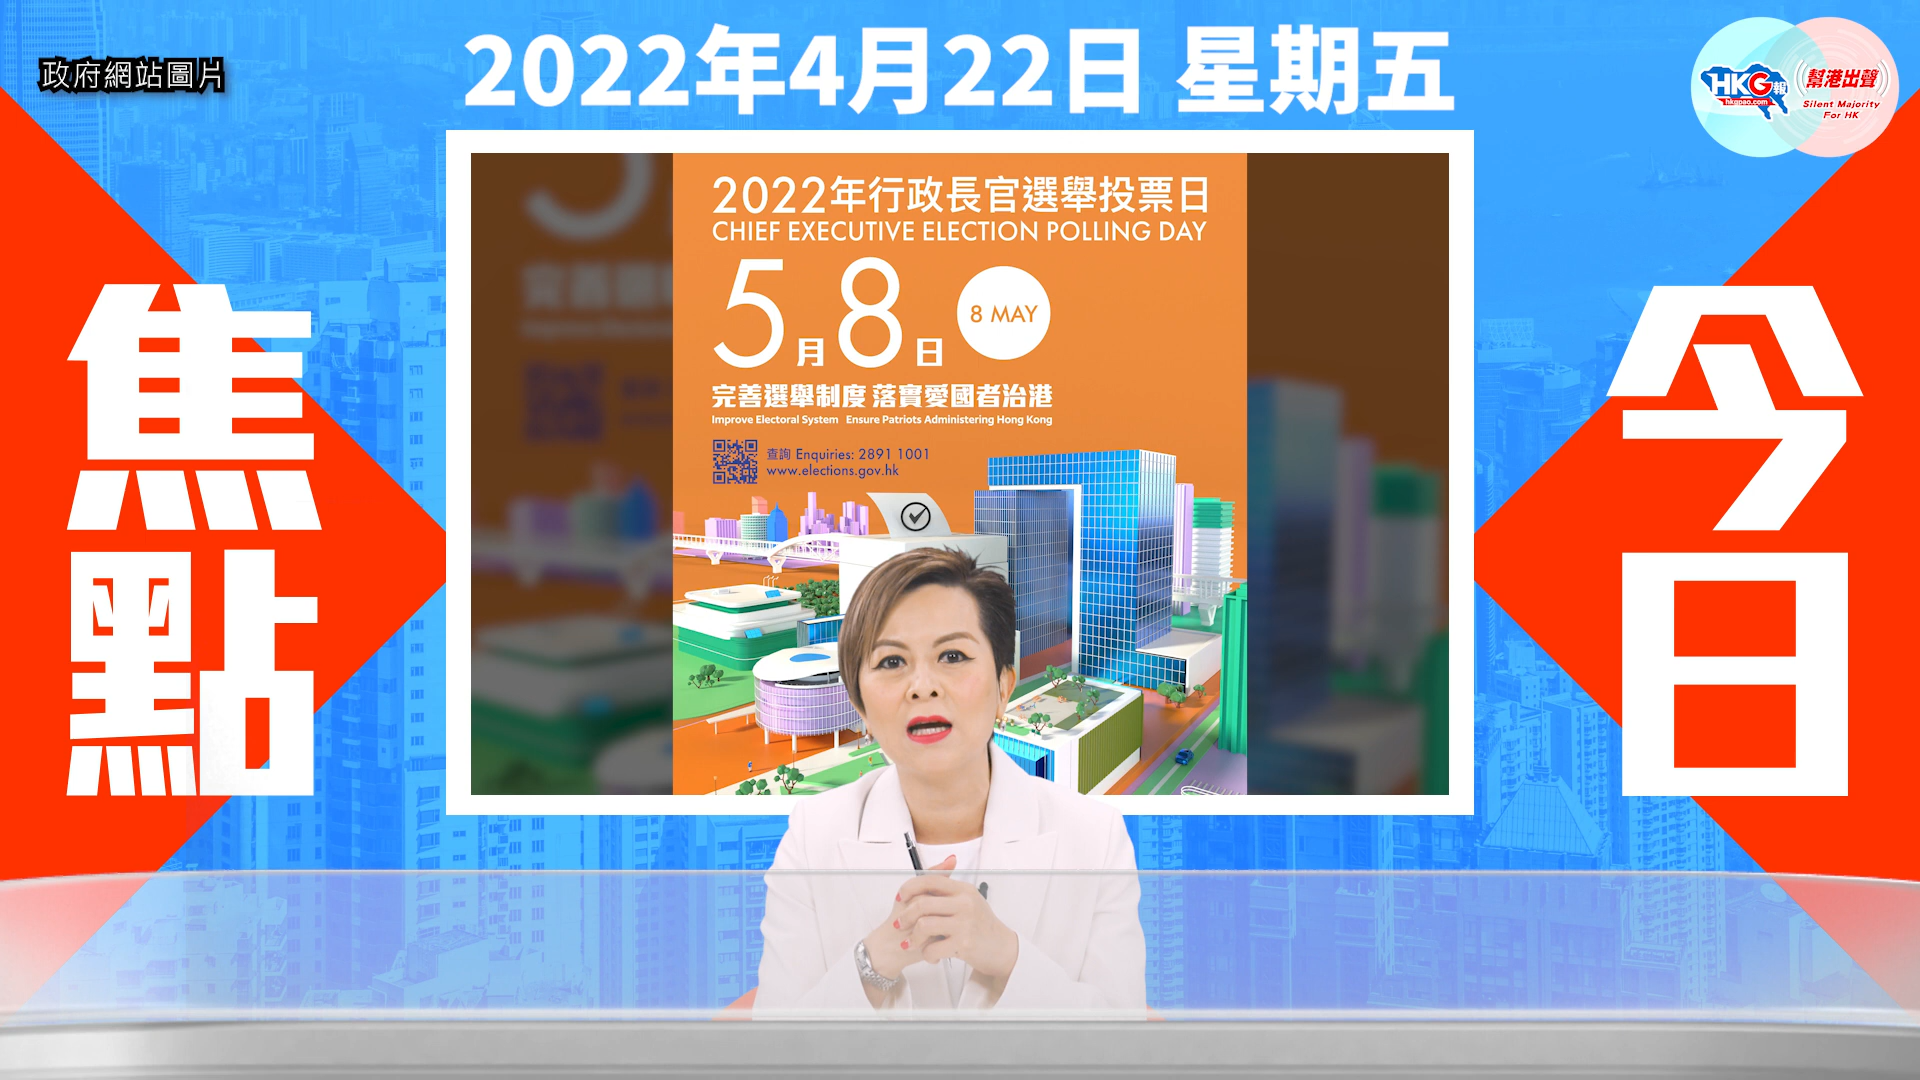 2022年4月22日 星期五
政府網站圖片
HKG報
hkgpao.com
幫港出聲
Silent Majority
For HK
今日
焦點
2022年行政長官選舉投票日
CHIEF EXECUTIVE ELECTION POLLING DAY
5月8日
8 MAY
完善選舉制度 落實愛國者治港
Improve Electoral System Ensure Patriots Administering Hong Kong
查詢 Enquiries: 2891 1001
www.elections.gov.hk